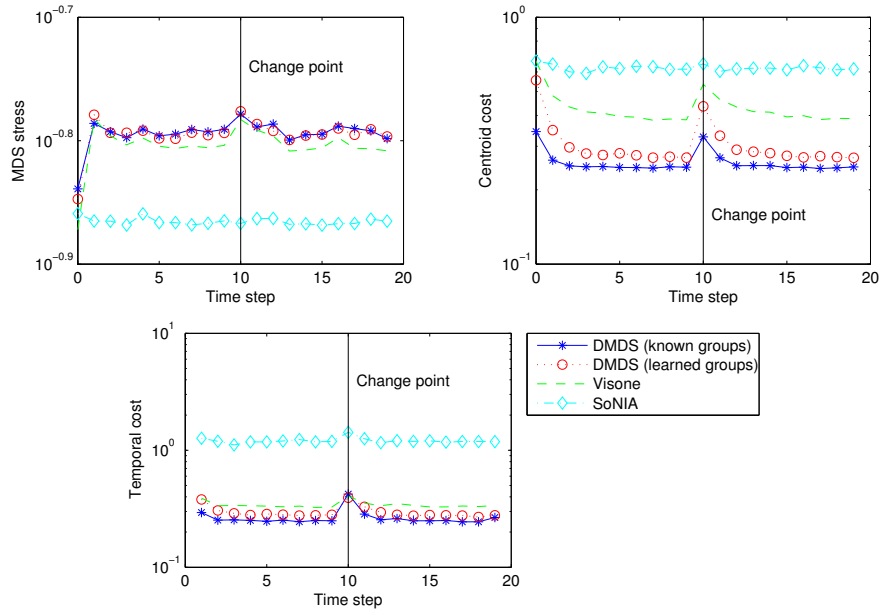 10^-0.7
10^-0.8
10^-0.9
MDS stress
Change point
0 5 10 15 20
Time step
10^0
10^-1
Centroid cost
Change point
0 5 10 15 20
Time step
10^1
10^0
10^-1
Temporal cost
Change point
0 5 10 15 20
Time step
DMDS (known groups)
DMDS (learned groups)
Visone
SoNIA